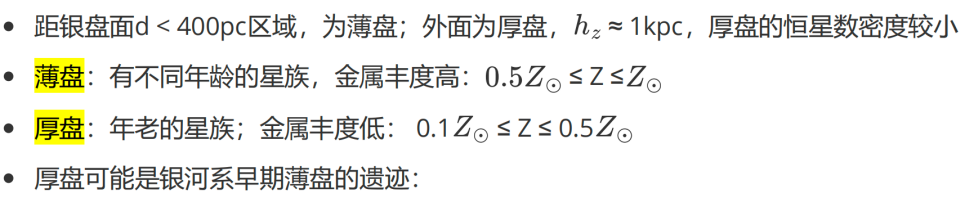 距银盘面d < 400pc区域，为薄盘；外面为厚盘，h_z ≈ 1kpc，厚盘的恒星数密度较小
薄盘：有不同年龄的星族，金属丰度高：0.5Z⊙ ≤ Z ≤Z⊙
厚盘：年老的星族；金属丰度低： 0.1Z⊙ ≤ Z ≤ 0.5Z⊙
厚盘可能是银河系早期薄盘的遗迹：